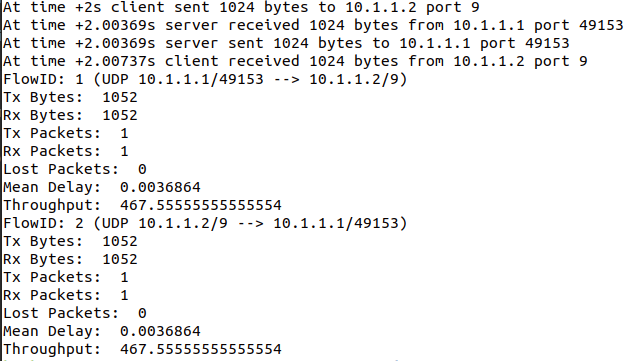 At time +2s client sent 1024 bytes to 10.1.1.2 port 9
At time +2.00369s server received 1024 bytes from 10.1.1.1 port 49153
At time +2.00369s server sent 1024 bytes to 10.1.1.1 port 49153
At time +2.00737s client received 1024 bytes from 10.1.1.2 port 9
FlowID: 1 (UDP 10.1.1.1/49153 --> 10.1.1.2/9)
Tx Bytes:  1052
Rx Bytes:  1052
Tx Packets:  1
Rx Packets:  1
Lost Packets:  0
Mean Delay:  0.0036864
Throughput:  467.55555555555554
FlowID: 2 (UDP 10.1.1.2/9 --> 10.1.1.1/49153)
Tx Bytes:  1052
Rx Bytes:  1052
Tx Packets:  1
Rx Packets:  1
Lost Packets:  0
Mean Delay:  0.0036864
Throughput:  467.55555555555554